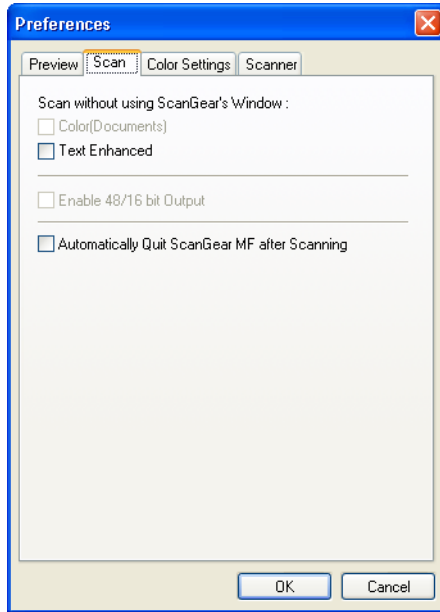 Preferences
Preview Scan Color Settings Scanner
Scan without using ScanGear's Window :
Color(Documents)
Text Enhanced
Enable 48/16 bit Output
Automatically Quit ScanGear MF after Scanning
OK Cancel